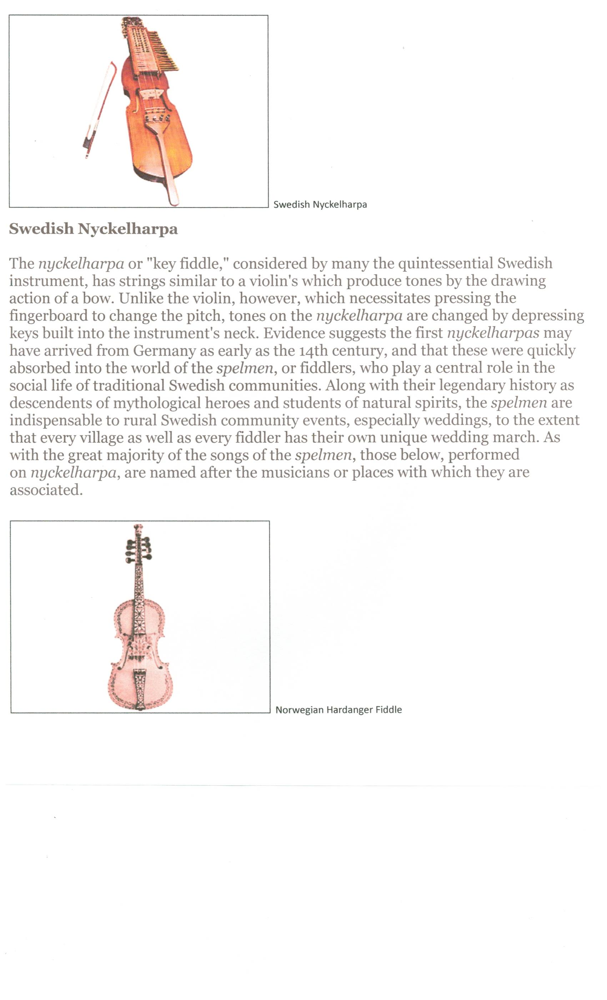 Swedish Nyckelharpa
Swedish Nyckelharpa
The nyckelharpa or "key fiddle," considered by many the quintessential Swedish
instrument, has strings similar to a violin's which produce tones by the drawing
action of a bow. Unlike the violin, however, which necessitates pressing the
fingerboard to change the pitch, tones on the nyckelharpa are changed by depressing
keys built into the instrument's neck. Evidence suggests the first nyckelharpas may
have arrived from Germany as early as the 14th century, and that these were quickly
absorbed into the world of the spelmen, or fiddlers, who play a central role in the
social life of traditional Swedish communities. Along with their legendary history as
descendents of mythological heroes and students of natural spirits, the spelmen are
indispensable to rural Swedish community events, especially weddings, to the extent
that every village as well as every fiddler has their own unique wedding march. As
with the great majority of the songs of the spelmen, those below, performed
on nyckelharpa, are named after the musicians or places with which they are
associated.
Norwegian Hardanger Fiddle